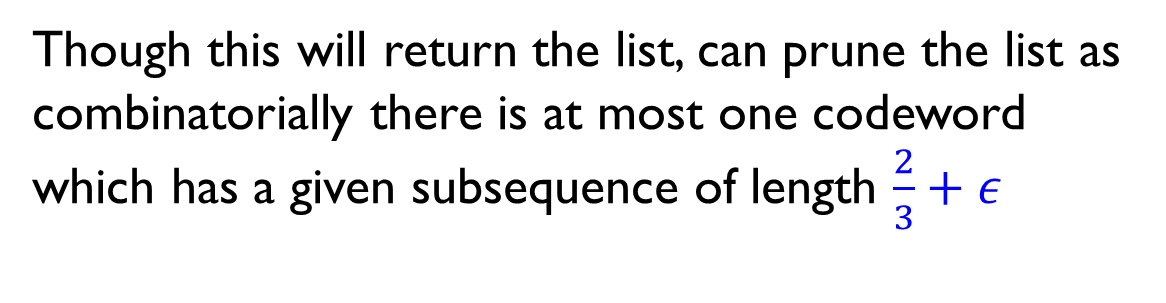 Though this will return the list, can prune the list as
combinatorially there is at most one codeword
which has a given subsequence of length 2/3 + ϵ